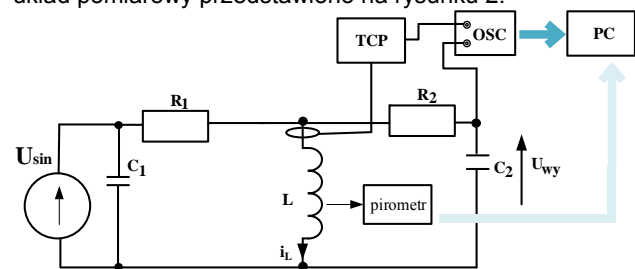 układ pomiarowy przedstawiono na rysunku 2.
TCP
OSC
PC
R1
R2
Usin
C1
L
pirometr
C2
Uwy
iL